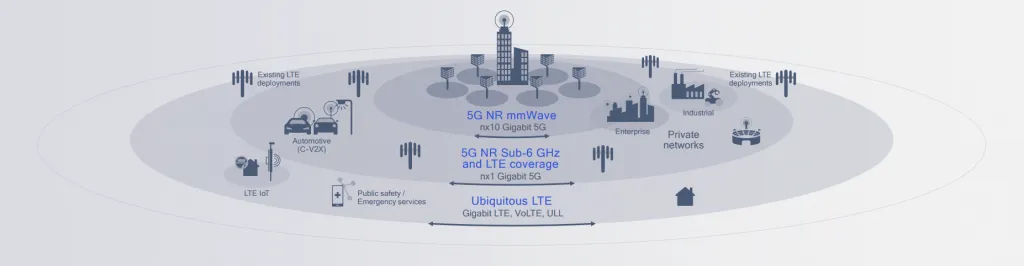 Existing LTE
deployments
Existing LTE
deployments
5G NR mmWave
nx10 Gigabit 5G
Industrial
Enterprise
Private
networks
Automotive
(C-V2X)
5G NR Sub-6 GHz
and LTE coverage
nx1 Gigabit 5G
LTE IoT
Public safety /
Emergency services
Ubiquitous LTE
Gigabit LTE, VoLTE, ULL